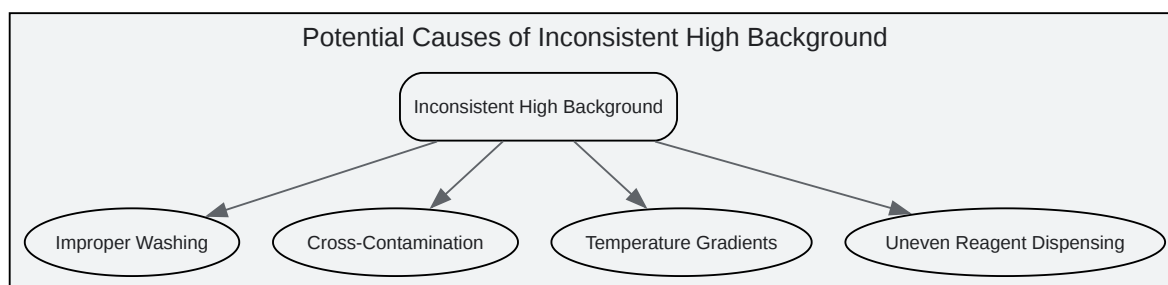 Potential Causes of Inconsistent High Background
Inconsistent High Background
Improper Washing
Cross-Contamination
Temperature Gradients
Uneven Reagent Dispensing